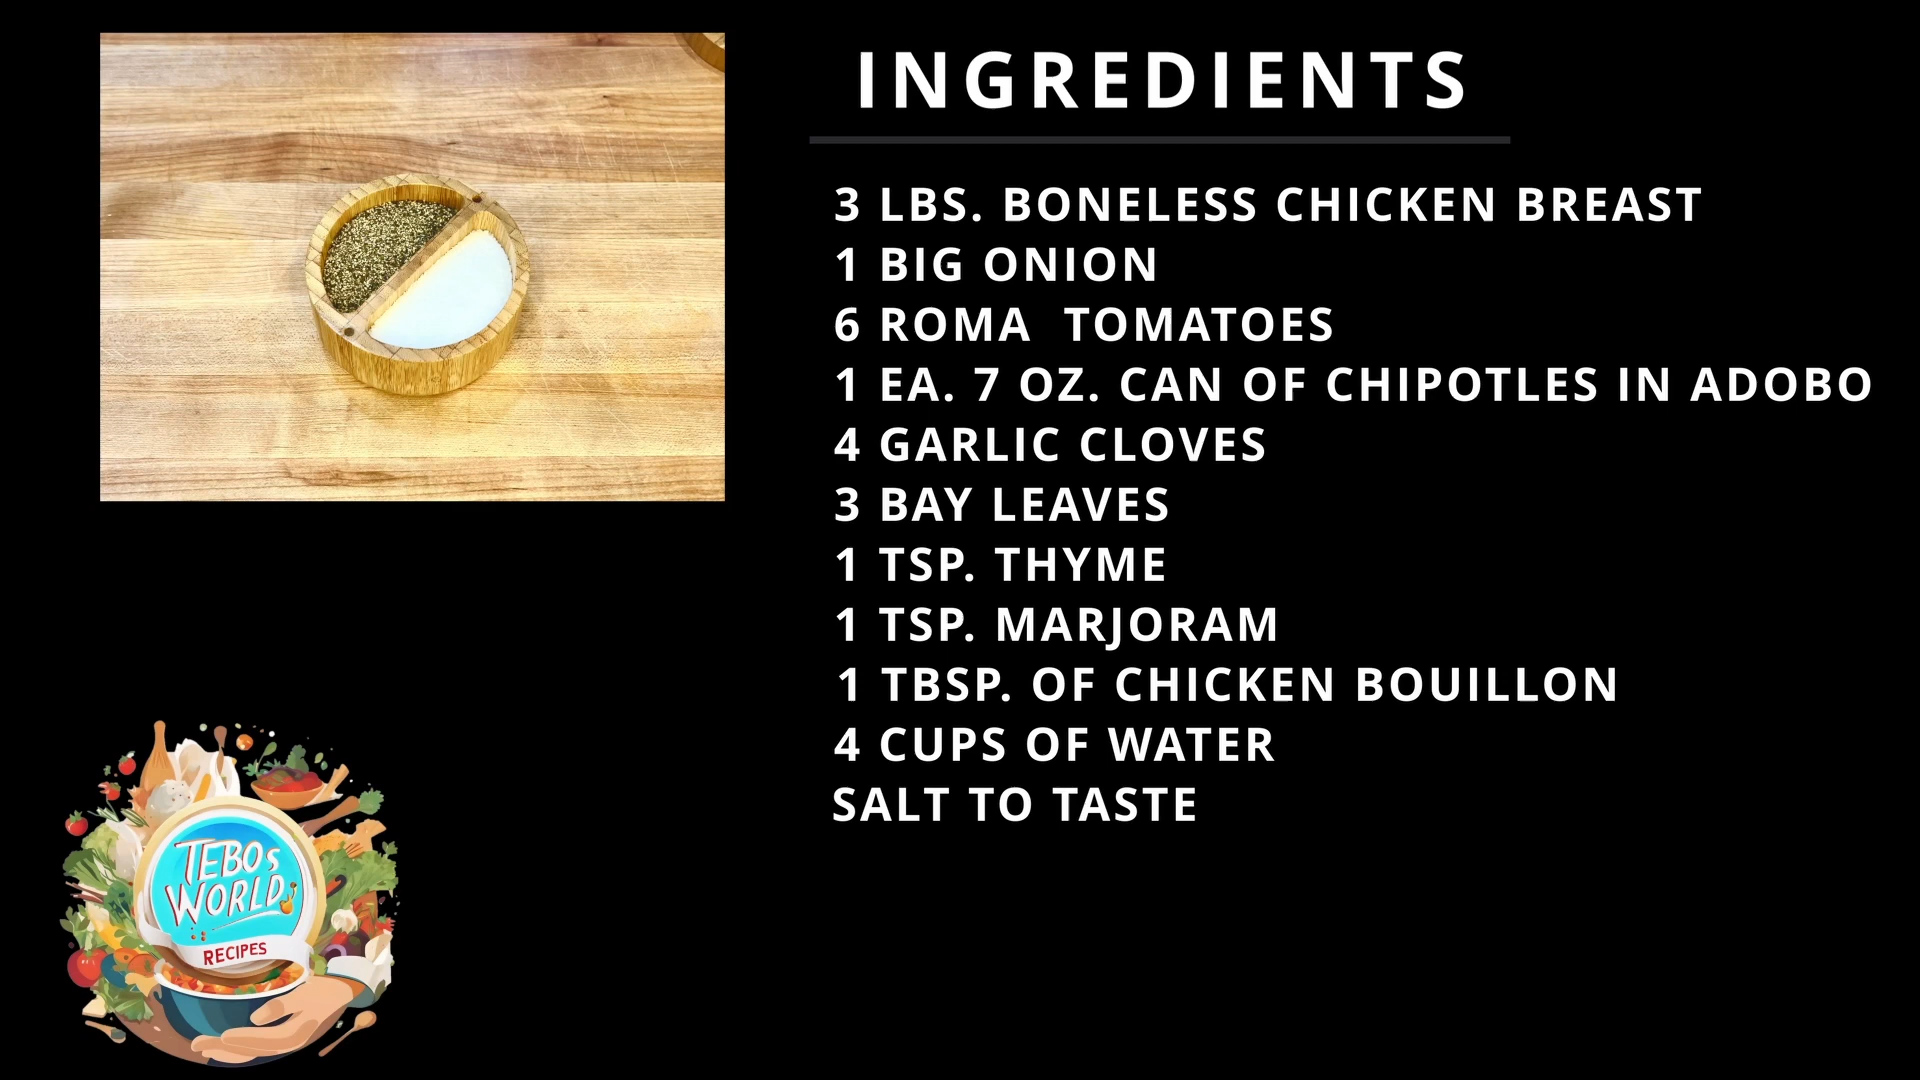 INGREDIENTS
3 LBS. BONELESS CHICKEN BREAST
1 BIG ONION
6 ROMA  TOMATOES
1 EA. 7 OZ. CAN OF CHIPOTLES IN ADOBO
4 GARLIC CLOVES
3 BAY LEAVES
1 TSP. THYME
1 TSP. MARJORAM
1 TBSP. OF CHICKEN BOUILLON
4 CUPS OF WATER
SALT TO TASTE
TEBOs
WORLD
RECIPES